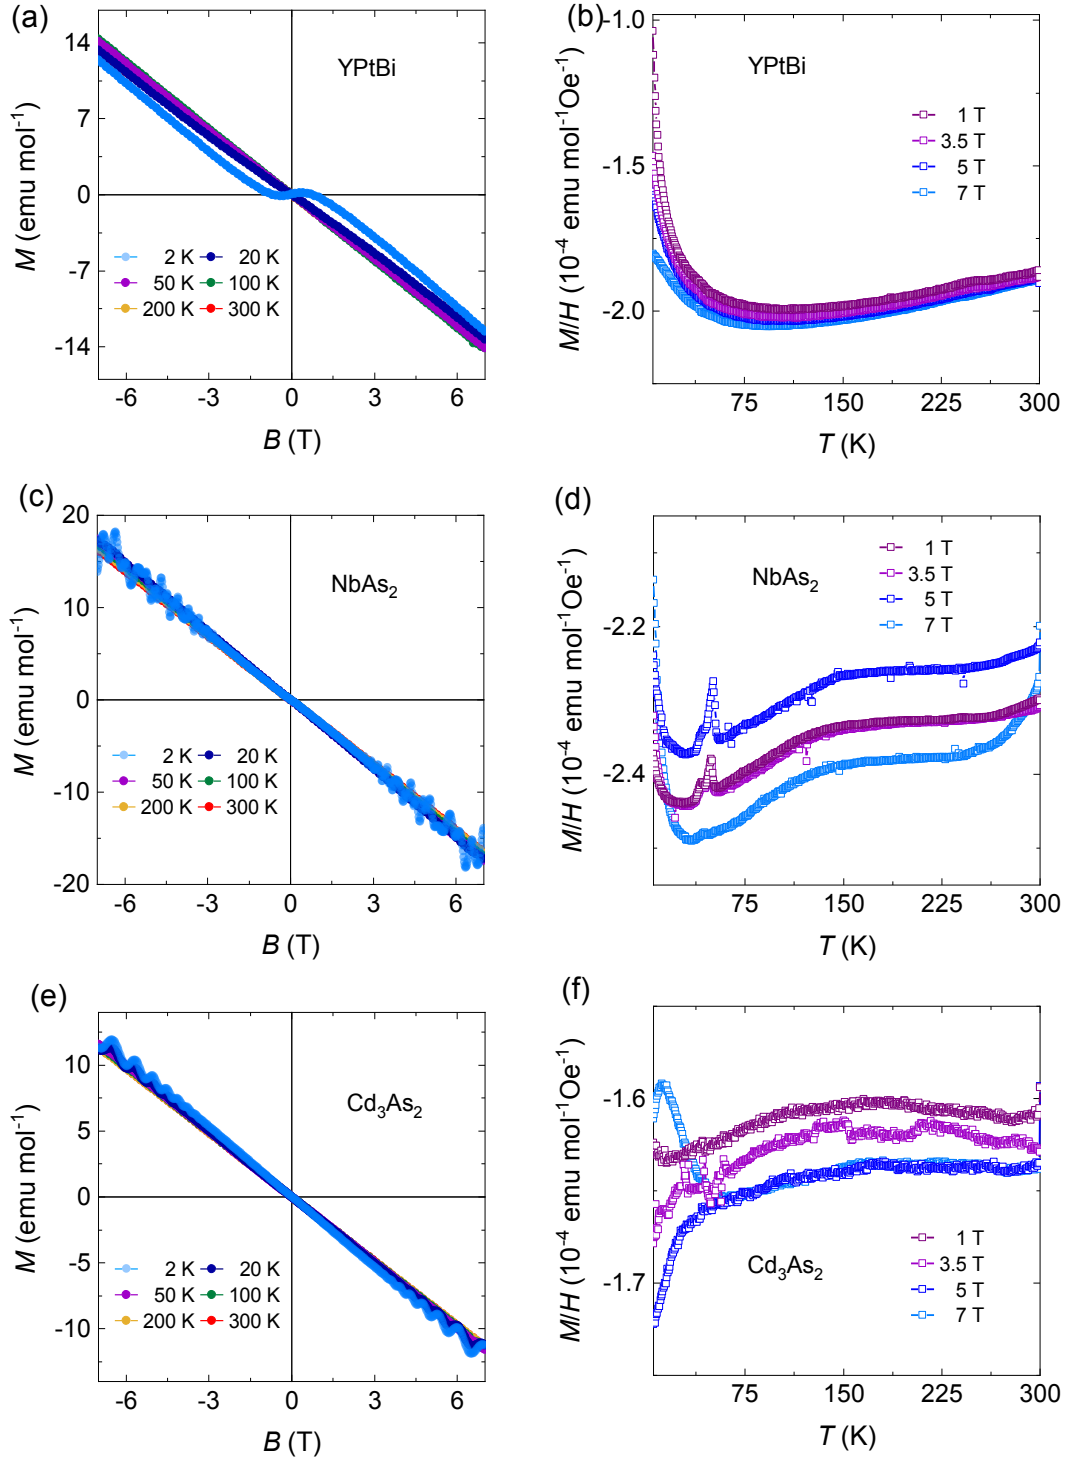 (a)
YPtBi
M (emu mol⁻¹)
14
7
0
-7
-14
2 K 20 K
50 K 100 K
200 K 300 K
-6 -3 0 3 6
B (T)
(b)
YPtBi
M/H (10⁻⁴ emu mol⁻¹Oe⁻¹)
-1.0
-1.5
-2.0
1 T
3.5 T
5 T
7 T
75 150 225 300
T (K)
(c)
NbAs₂
M (emu mol⁻¹)
20
10
0
-10
-20
2 K 20 K
50 K 100 K
200 K 300 K
-6 -3 0 3 6
B (T)
(d)
NbAs₂
M/H (10⁻⁴ emu mol⁻¹Oe⁻¹)
-2.2
-2.4
1 T
3.5 T
5 T
7 T
75 150 225 300
T (K)
(e)
Cd₃As₂
M (emu mol⁻¹)
10
5
0
-5
-10
2 K 20 K
50 K 100 K
200 K 300 K
-6 -3 0 3 6
B (T)
(f)
M/H (10⁻⁴ emu mol⁻¹Oe⁻¹)
-1.6
-1.7
1 T
3.5 T
5 T
7 T
Cd₃As₂
75 150 225 300
T (K)